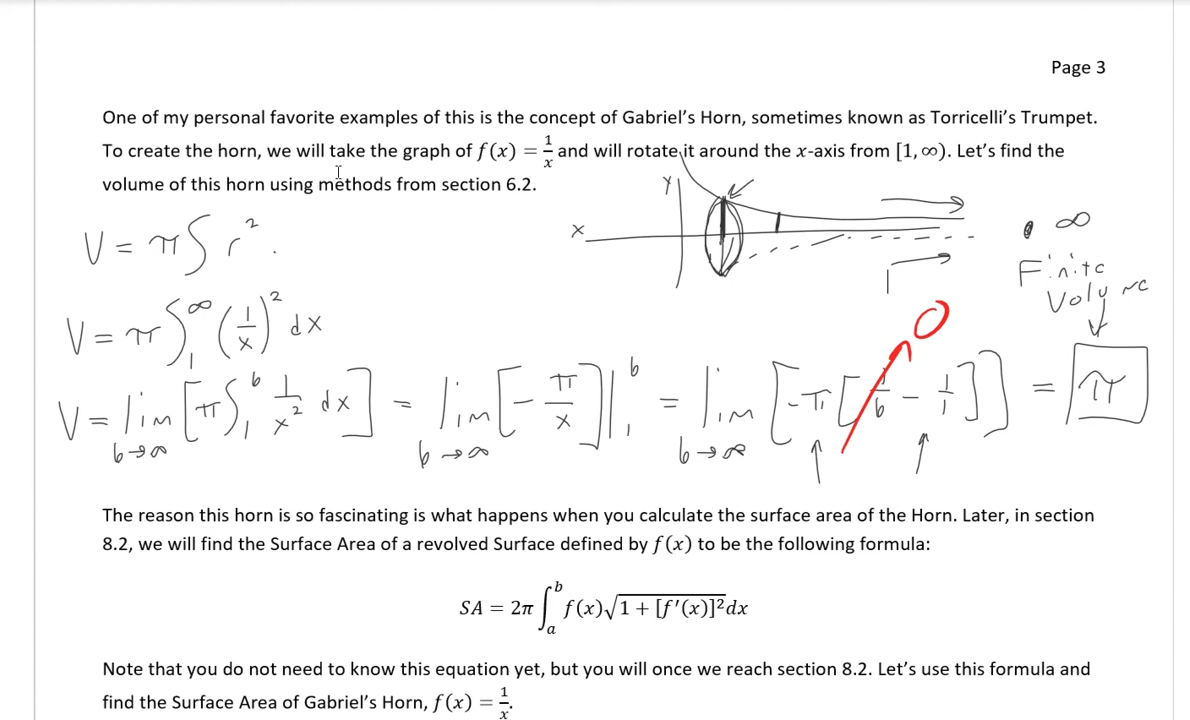 Page 3
One of my personal favorite examples of this is the concept of Gabriel's Horn, sometimes known as Torricelli's Trumpet.
To create the horn, we will take the graph of f(x) = 1/x and will rotate it around the x-axis from [1, ∞). Let's find the
volume of this horn using methods from section 6.2.
Y
X
V = π∫ r².
∞
Finite
Volume
V = π∫₁^∞ (1/x)² dx
V = lim b→∞ [π∫₁^b 1/x² dx] = lim b→∞ [-π/x]|₁^b = lim b→∞ [-π[1/b - 1/1]] = π
0
The reason this horn is so fascinating is what happens when you calculate the surface area of the Horn. Later, in section
8.2, we will find the Surface Area of a revolved Surface defined by f(x) to be the following formula:
SA = 2π ∫ₐᵇ f(x)√(1 + [f′(x)]²)dx
Note that you do not need to know this equation yet, but you will once we reach section 8.2. Let's use this formula and
find the Surface Area of Gabriel's Horn, f(x) = 1/x.